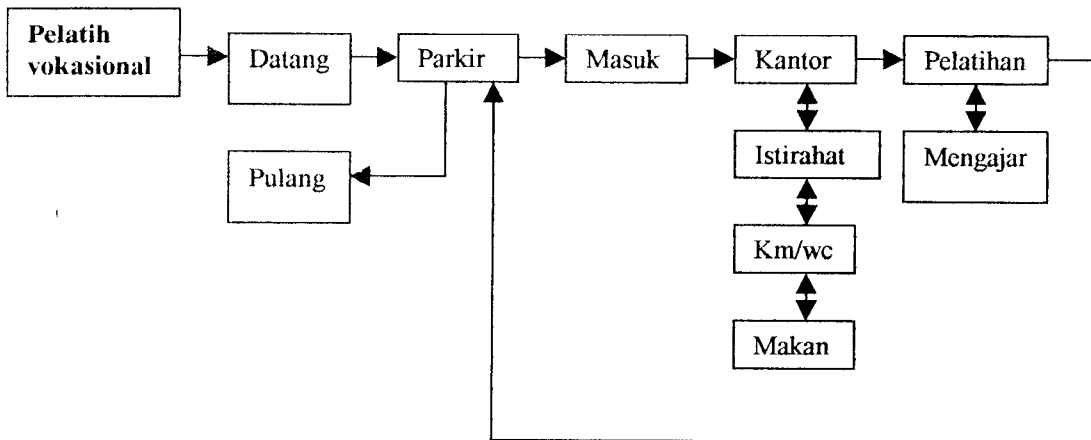 Pelatih
vokasional
Datang
Parkir
Masuk
Kantor
Pelatihan
Pulang
Istirahat
Mengajar
Km/wc
Makan